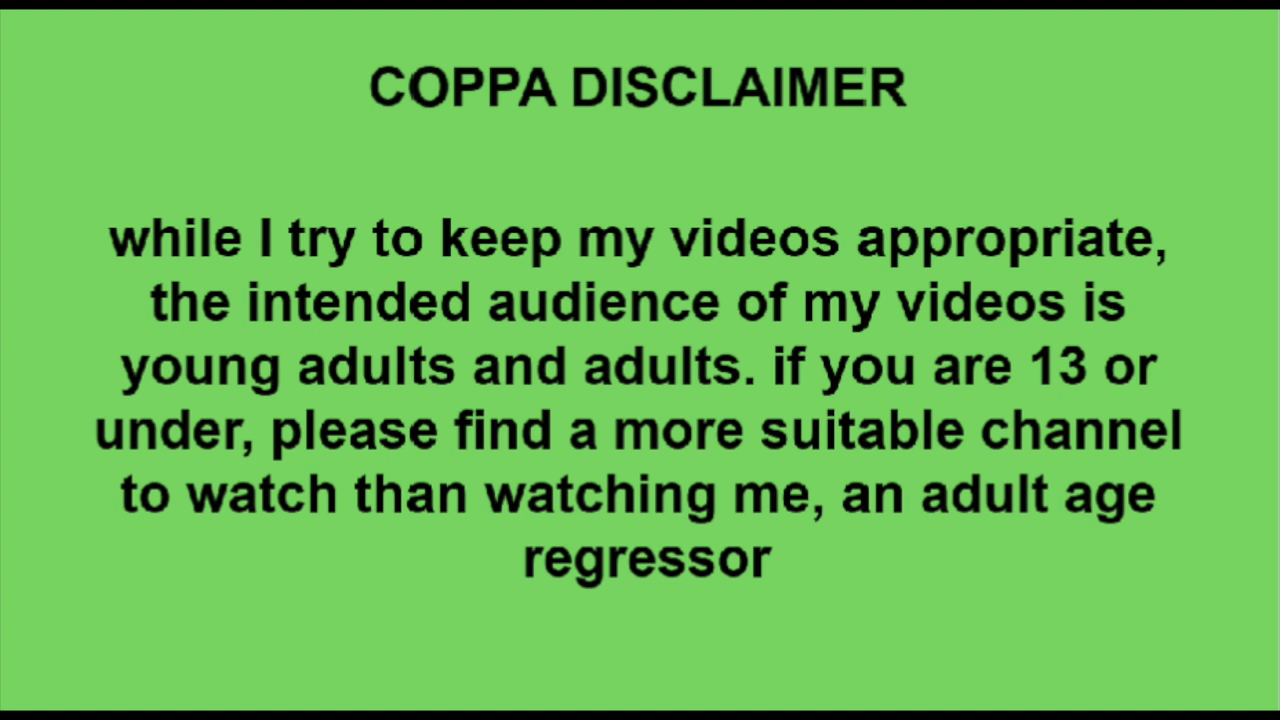 COPPA DISCLAIMER
while I try to keep my videos appropriate,
the intended audience of my videos is
young adults and adults. if you are 13 or
under, please find a more suitable channel
to watch than watching me, an adult age
regressor